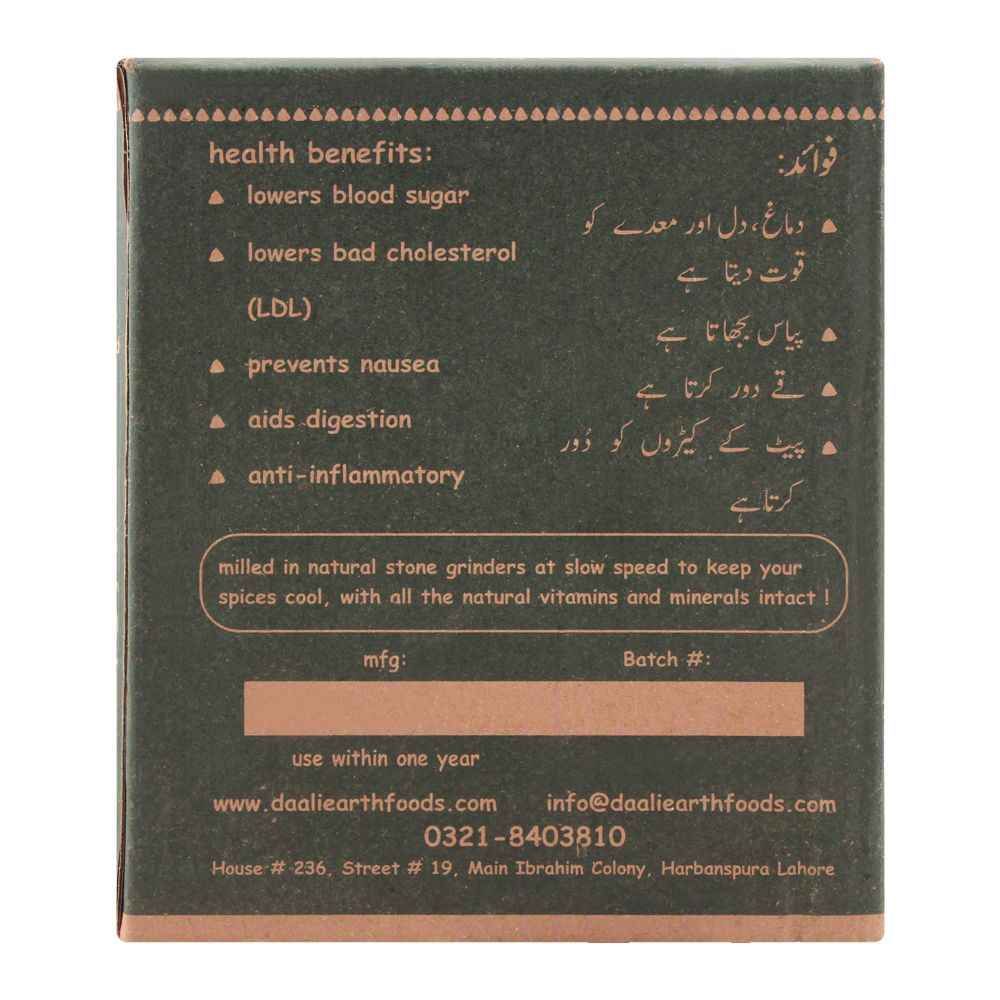 health benefits:
lowers blood sugar
lowers bad cholesterol
(LDL)
prevents nausea
aids digestion
anti-inflammatory
فوائد:
دماغ، دل اور معدے کو
قوت دیتا ہے
پیاس بجھاتا ہے
قے دور کرتا ہے
پیٹ کے کیڑوں کو دُور
کرتا ہے
milled in natural stone grinders at slow speed to keep your
spices cool, with all the natural vitamins and minerals intact !
mfg: Batch #:
use within one year
www.daaliearthfoods.com info@daaliearthfoods.com
0321-8403810
House # 236, Street # 19, Main Ibrahim Colony, Harbanspura Lahore